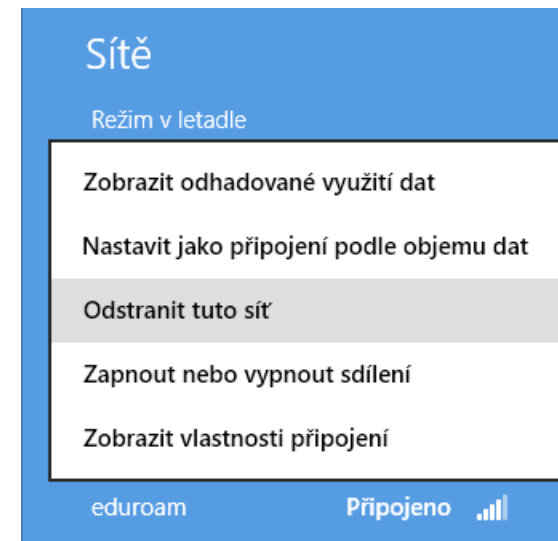 Sítě
Režim v letadle
Zobrazit odhadované využití dat
Nastavit jako připojení podle objemu dat
Odstranit tuto síť
Zapnout nebo vypnout sdílení
Zobrazit vlastnosti připojení
eduroam Připojeno